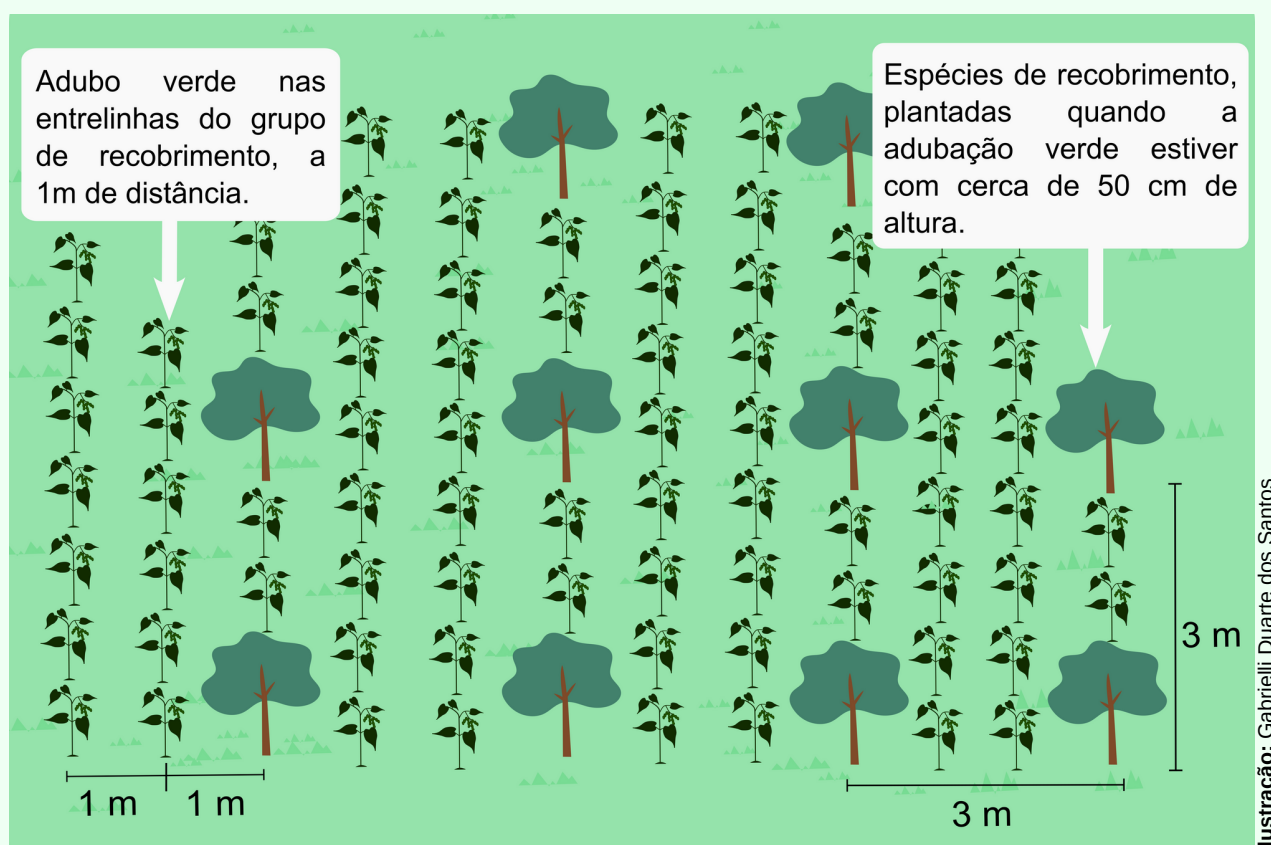 Adubo verde nas
entrelinhas do grupo
de recobrimento, a
1m de distância.
Espécies de recobrimento,
plantadas quando a
adubação verde estiver
com cerca de 50 cm de
altura.
3 m
1 m 1 m
3 m
Ilustração: Gabrielli Duarte dos Santos